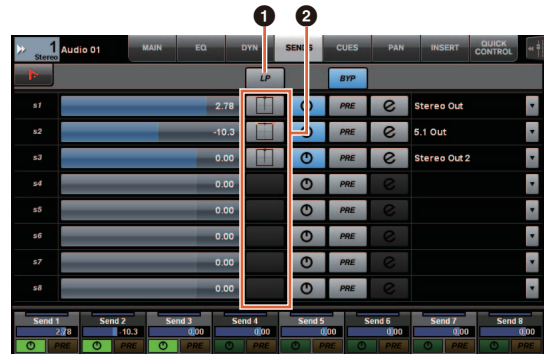 1 2
1 Stereo Audio 01 MAIN EQ DYN SENDS CUES PAN INSERT QUICK CONTROL
LP BYP
s1 2.78 PRE e Stereo Out
s2 -10.3 PRE e 5.1 Out
s3 0.00 PRE e Stereo Out 2
s4 0.00 PRE e
s5 0.00 PRE e
s6 0.00 PRE e
s7 0.00 PRE e
s8 0.00 PRE e
Send 1 Send 2 Send 3 Send 4 Send 5 Send 6 Send 7 Send 8
2.78 -10.3 0.00 0.00 0.00 0.00 0.00 0.00
PRE PRE PRE PRE PRE PRE PRE PRE